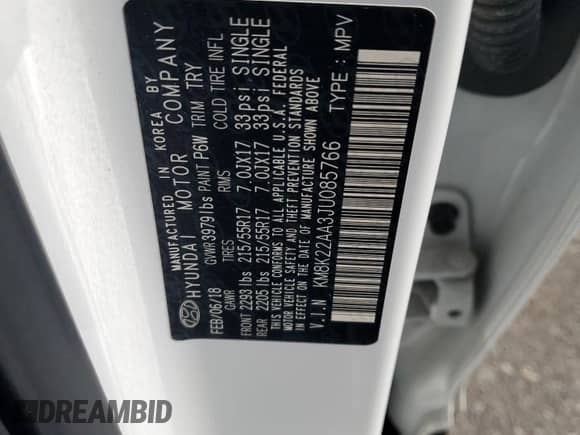 MANUFACTURED IN KOREA BY
HYUNDAI MOTOR COMPANY
FEB/06/18 GVWR 3979 lbs PAINT P6W TRIM TRY
GAWR TIRES RIMS COLD TIRE INFL
FRONT 2293 lbs 215/55R17 7.0JX17 33psi SINGLE
REAR 2205 lbs 215/55R17 7.0JX17 33psi SINGLE
THIS VEHICLE CONFORMS TO ALL APPLICABLE U.S.A. FEDERAL
MOTOR VEHICLE SAFETY, BUMPER, AND THEFT PREVENTION
STANDARDS IN EFFECT ON THE DATE OF MANUFACTURE SHOWN ABOVE
V.I.N KM8K22AA3JU085766 TYPE : MPV
DREAMBID